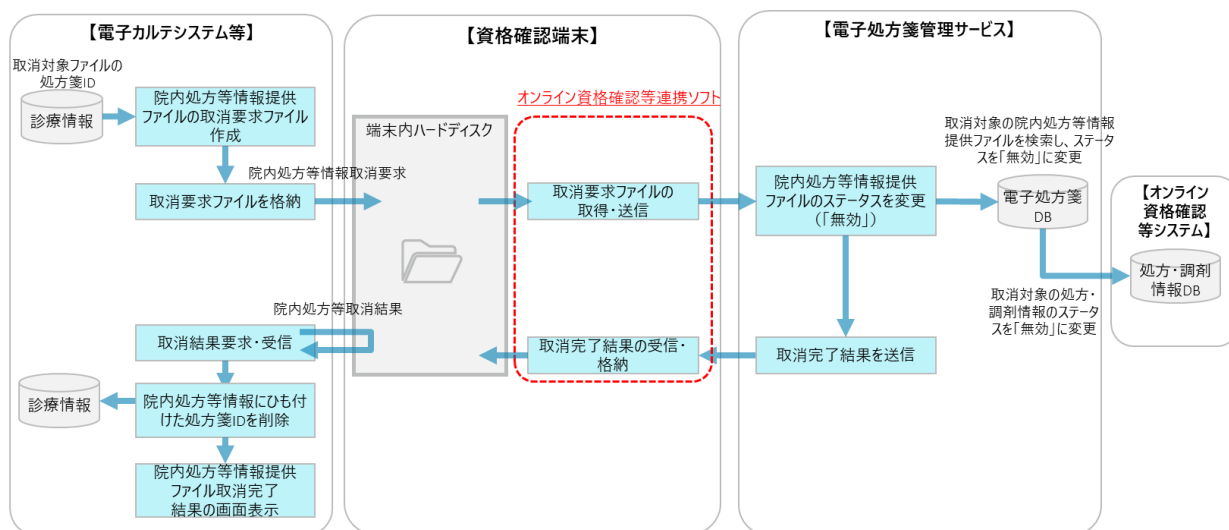 【電子カルテシステム等】
取消対象ファイルの
処方箋ID
診療情報
院内処方等情報提供
ファイルの取消要求ファイル
作成
取消要求ファイルを格納
院内処方等情報取消要求
院内処方等取消結果
取消結果要求・受信
院内処方等情報にひも付
けた処方箋IDを削除
診療情報
院内処方等情報提供
ファイル取消完了
結果の画面表示
【資格確認端末】
端末内ハードディスク
オンライン資格確認等連携ソフト
取消要求ファイルの
取得・送信
取消完了結果の受信・
格納
【電子処方箋管理サービス】
院内処方等情報提供
ファイルのステータスを変更
（「無効」）
取消完了結果を送信
取消対象の院内処方等情報
提供ファイルを検索し、ステータ
スを「無効」に変更
電子処方箋
DB
取消対象の処方・
調剤情報のステータ
スを「無効」に変更
【オンライン
資格確認
等システム】
処方・調剤
情報DB